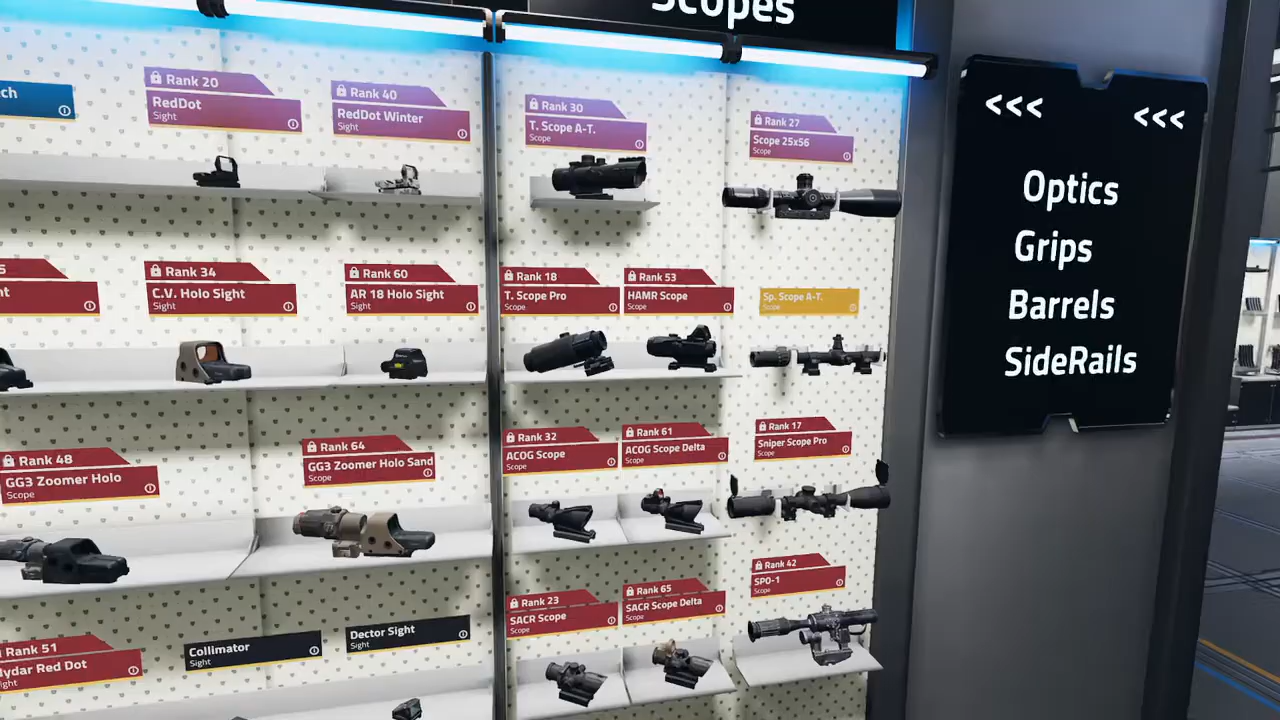 Scopes
Rank 20
RedDot
Sight
Rank 40
RedDot Winter
Sight
Rank 30
T. Scope A-T.
Scope
Rank 27
Scope 25x56
Scope
<<< <<<
Optics
Grips
Barrels
SideRails
Rank 34
C.V. Holo Sight
Sight
Rank 60
AR 18 Holo Sight
Sight
Rank 18
T. Scope Pro
Scope
Rank 53
HAMR Scope
Scope
Sp. Scope A-T.
Scope
Rank 48
GG3 Zoomer Holo
Scope
Rank 64
GG3 Zoomer Holo Sand
Scope
Rank 32
ACOG Scope
Scope
Rank 61
ACOG Scope Delta
Scope
Rank 17
Sniper Scope Pro
Scope
Rank 51
ydar Red Dot
Sight
Collimator
Sight
Dector Sight
Sight
Rank 23
SACR Scope
Scope
Rank 65
SACR Scope Delta
Scope
Rank 42
SPO-1
Scope